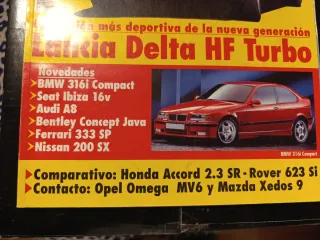 ión más deportiva de la nueva generación
Lancia Delta HF Turbo
Novedades
BMW 316i Compact
Seat Ibiza 16v
Audi A8
Bentley Concept Java
Ferrari 333 SP
Nissan 200 SX
BMW 316i Compact
Comparativo: Honda Accord 2.3 SR - Rover 623 Si
Contacto: Opel Omega MV6 y Mazda Xedos 9